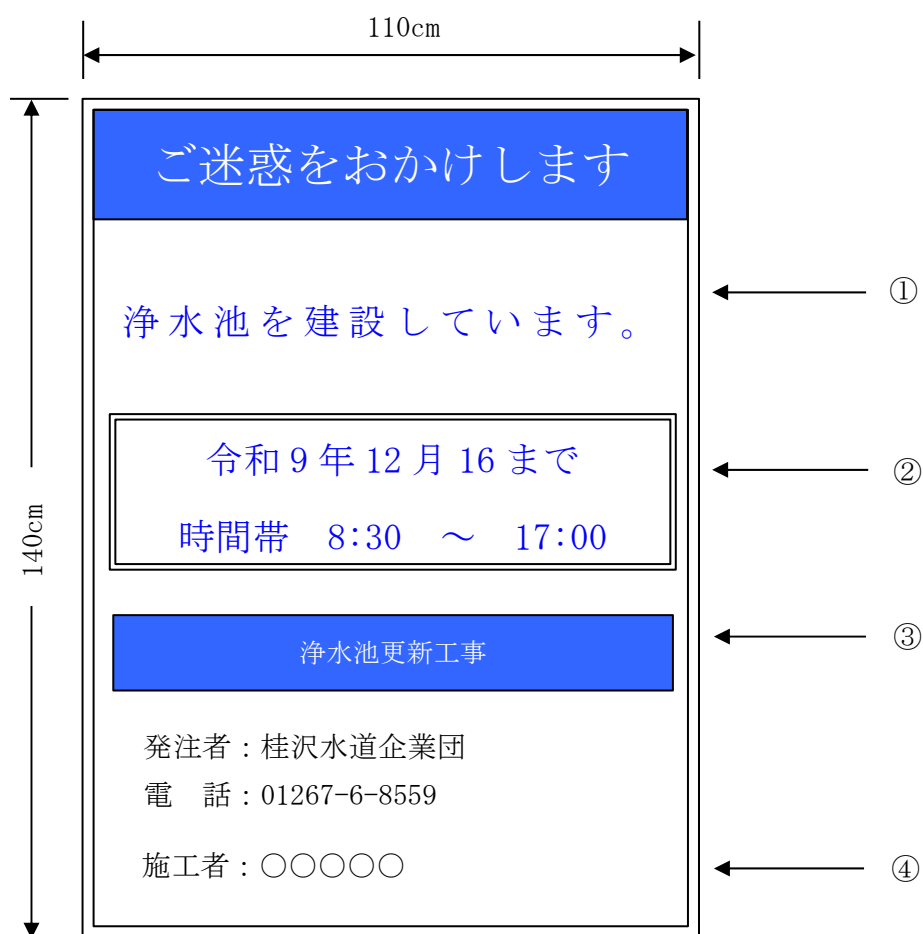 110cm
ご迷惑をおかけします
①
浄水池を建設しています。
令和9年12月16まで
②
時間帯　8:30　～　17:00
140cm
浄水池更新工事
③
発注者：桂沢水道企業団
電　話：01267-6-8559
施工者：○○○○○
④